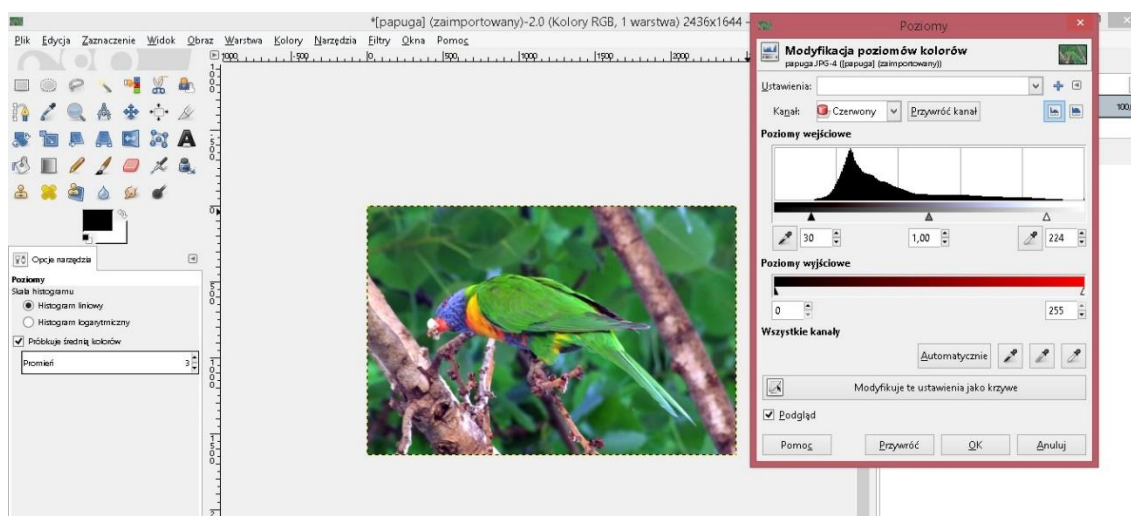 *[papuga] (zaimportowany)-2.0 (Kolory RGB, 1 warstwa) 2436x1644 –
Plik Edycja Zaznaczenie Widok Obraz Warstwa Kolory Narzędzia Filtry Okna Pomoc
Opcje narzędzia
Poziomy
Skala histogramu
Histogram liniowy
Histogram logarytmiczny
Próbkuje średnią kolorów
Promień 3
Poziomy
Modyfikacja poziomów kolorów
papuga.JPG-4 ([papuga] (zaimportowany))
Ustawienia:
Kanał: Czerwony Przywróć kanał
Poziomy wejściowe
30 1,00 224
Poziomy wyjściowe
0 255
Wszystkie kanały
Automatycznie
Modyfikuje te ustawienia jako krzywe
Podgląd
Pomoc Przywróć OK Anuluj